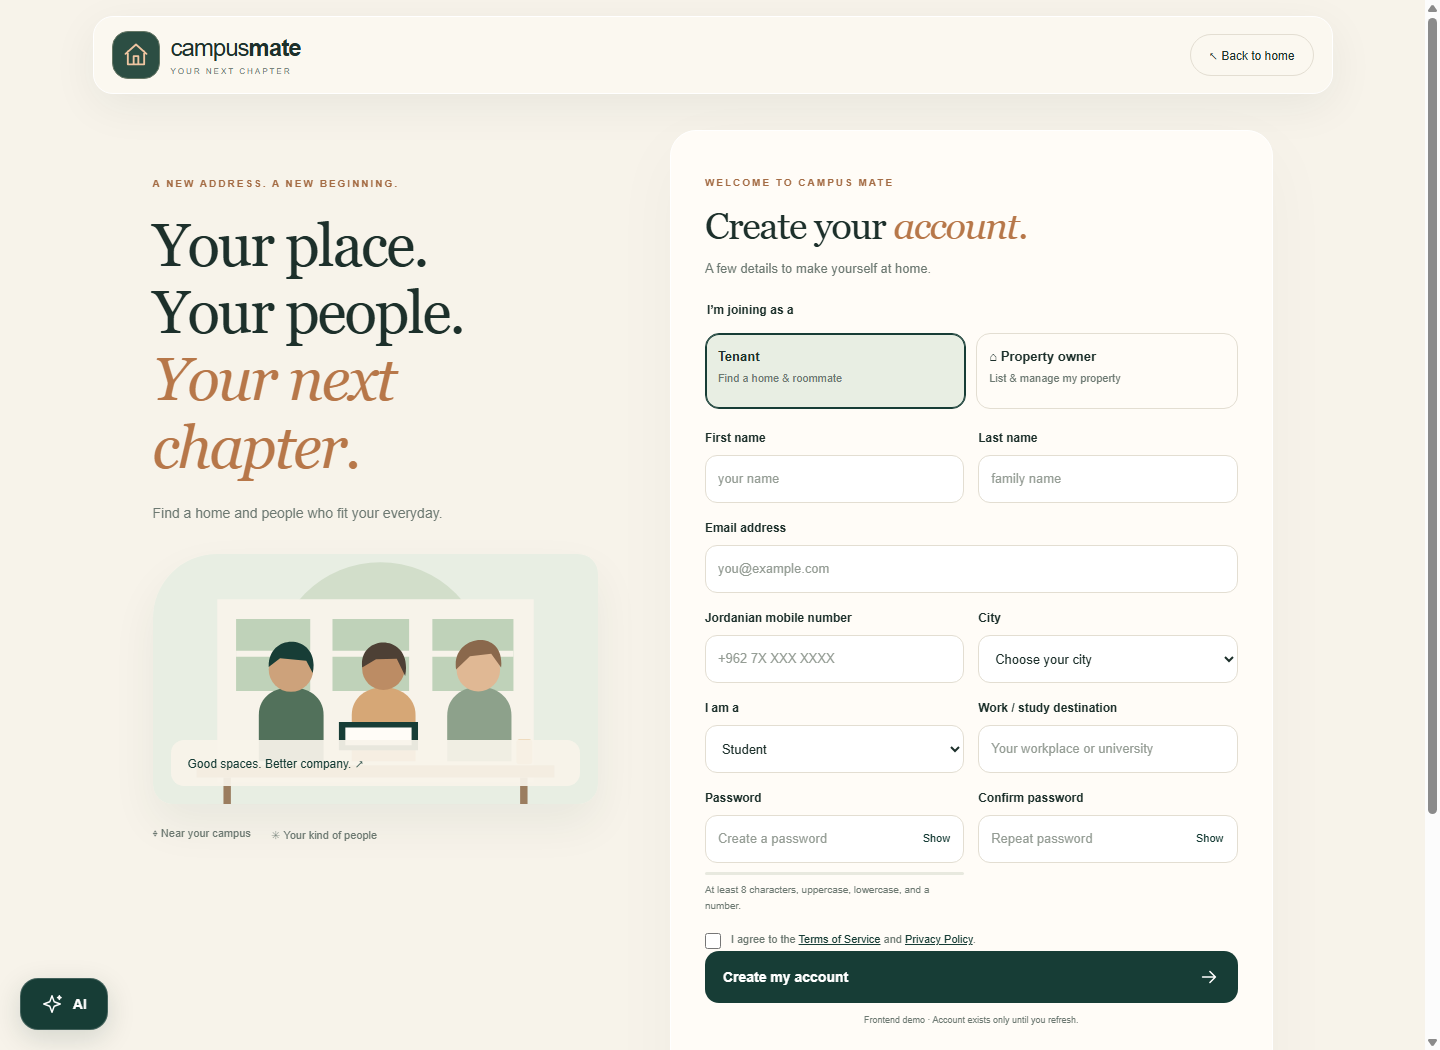 campusmate
YOUR NEXT CHAPTER
↖ Back to home
A NEW ADDRESS. A NEW BEGINNING.
Your place.
Your people.
Your next
chapter.
Find a home and people who fit your everyday.
Good spaces. Better company. ↗
⌖ Near your campus
✳ Your kind of people
WELCOME TO CAMPUS MATE
Create your account.
A few details to make yourself at home.
I'm joining as a
Tenant
Find a home & roommate
⌂ Property owner
List & manage my property
First name
Last name
your name
family name
Email address
you@example.com
Jordanian mobile number
City
+962 7X XXX XXXX
Choose your city
I am a
Work / study destination
Student
Your workplace or university
Password
Confirm password
Create a password
Show
Repeat password
Show
At least 8 characters, uppercase, lowercase, and a
number.
I agree to the Terms of Service and Privacy Policy.
Create my account →
Frontend demo · Account exists only until you refresh.
AI